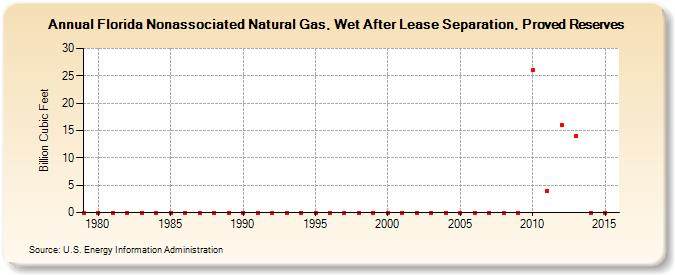 Annual Florida Nonassociated Natural Gas, Wet After Lease Separation, Proved Reserves
Billion Cubic Feet
30
25
20
15
10
5
0
1980 1985 1990 1995 2000 2005 2010 2015
Source: U.S. Energy Information Administration